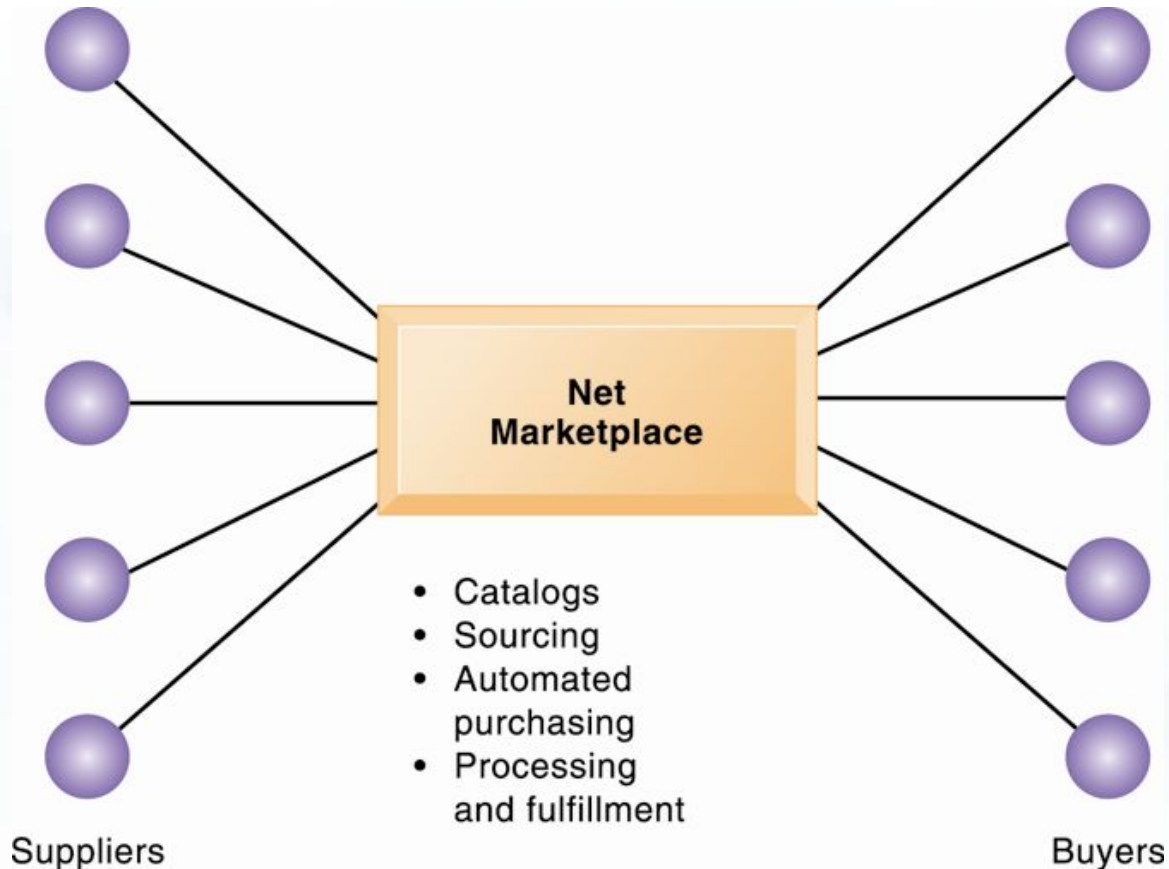 Net
Marketplace
• Catalogs
• Sourcing
• Automated
purchasing
• Processing
and fulfillment
Suppliers
Buyers